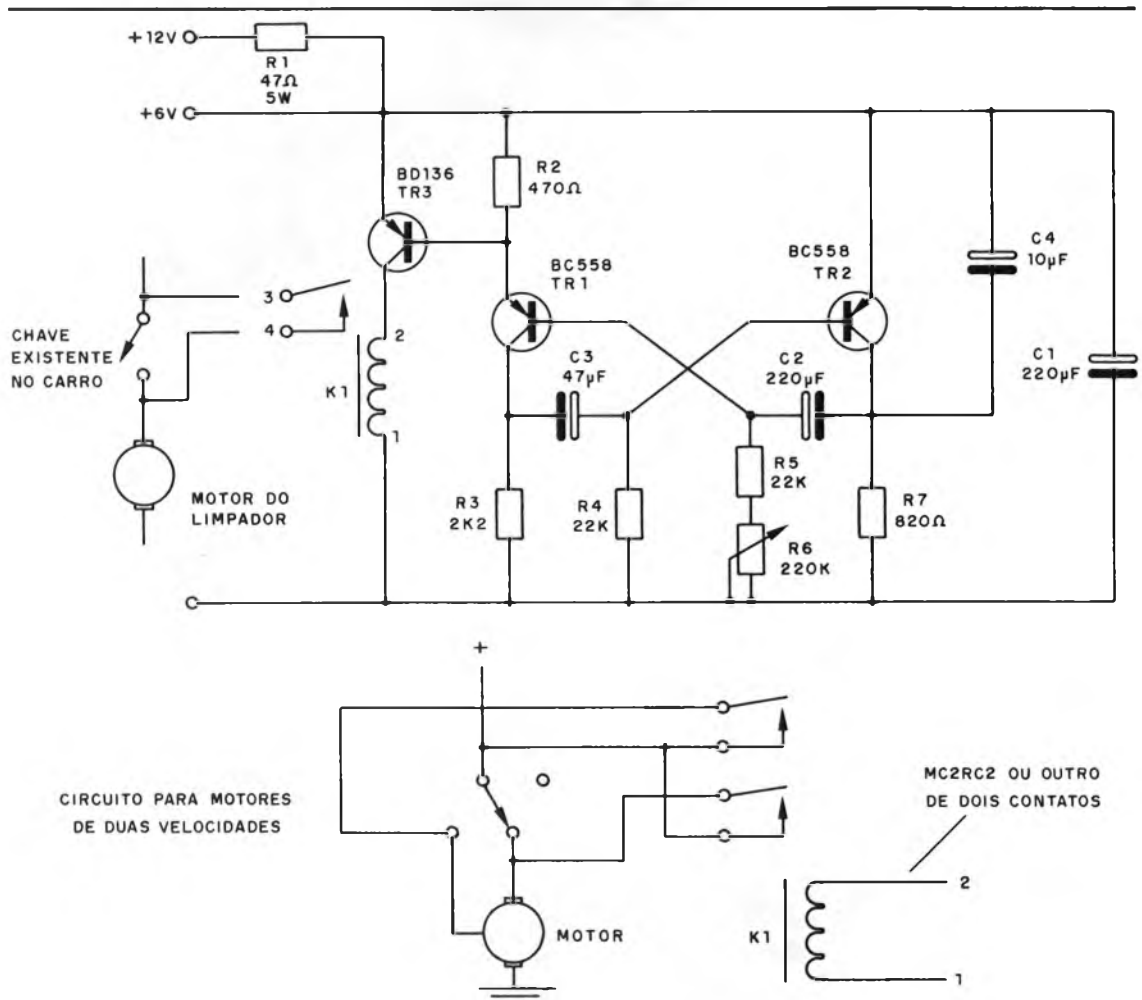 +12V
R1
47Ω
5W
+6V
BD136
TR3
R2
470Ω
BC558
TR1
BC558
TR2
C4
10µF
3
4
CHAVE
EXISTENTE
NO CARRO
2
K1
1
C3
47µF
C2
220µF
C1
220µF
MOTOR DO
LIMPADOR
R3
2K2
R4
22K
R5
22K
R6
220K
R7
820Ω
+
CIRCUITO PARA MOTORES
DE DUAS VELOCIDADES
MC2RC2 OU OUTRO
DE DOIS CONTATOS
MOTOR
K1
2
1